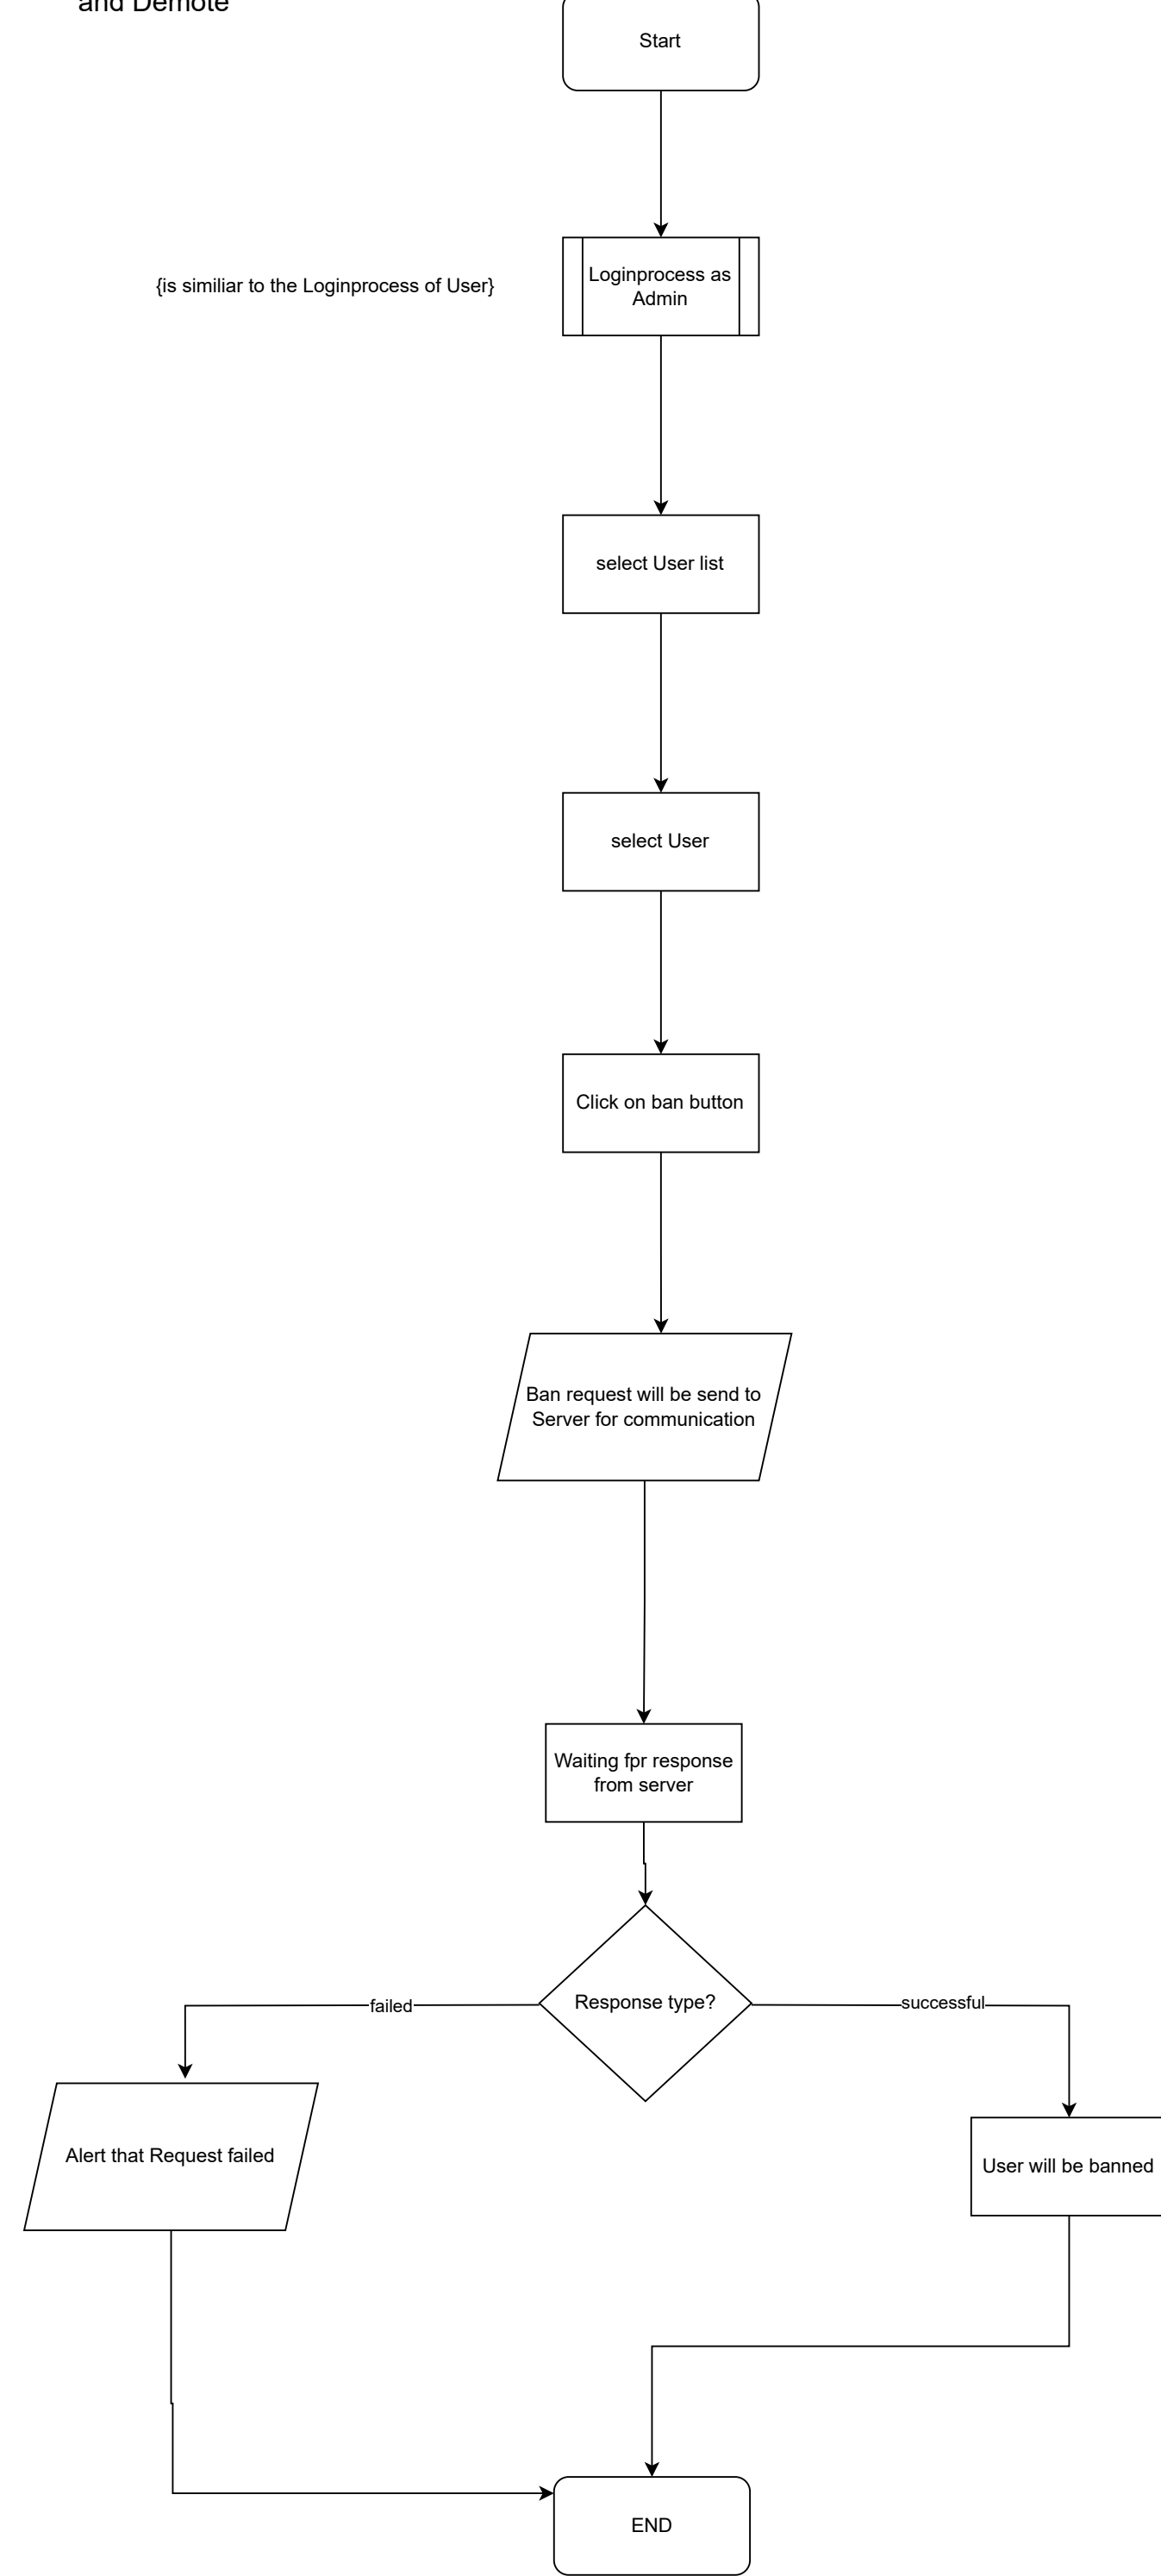 and Demote
Start
{is similiar to the Loginprocess of User}
Loginprocess as
Admin
select User list
select User
Click on ban button
Ban request will be send to
Server for communication
Waiting fpr response
from server
Response type?
failed
successful
Alert that Request failed
User will be banned
END